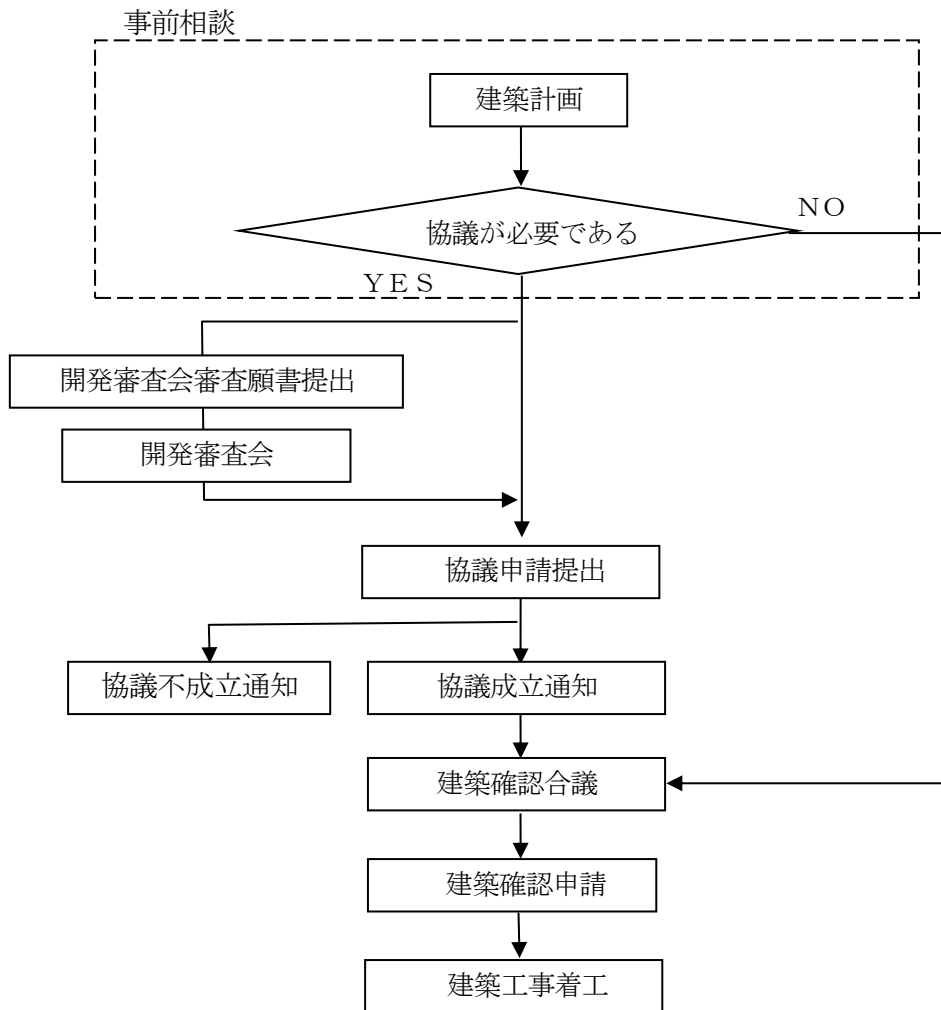 事前相談
建築計画
協議が必要である
ＮＯ
ＹＥＳ
開発審査会審査願書提出
開発審査会
協議申請提出
協議不成立通知
協議成立通知
建築確認合議
建築確認申請
建築工事着工